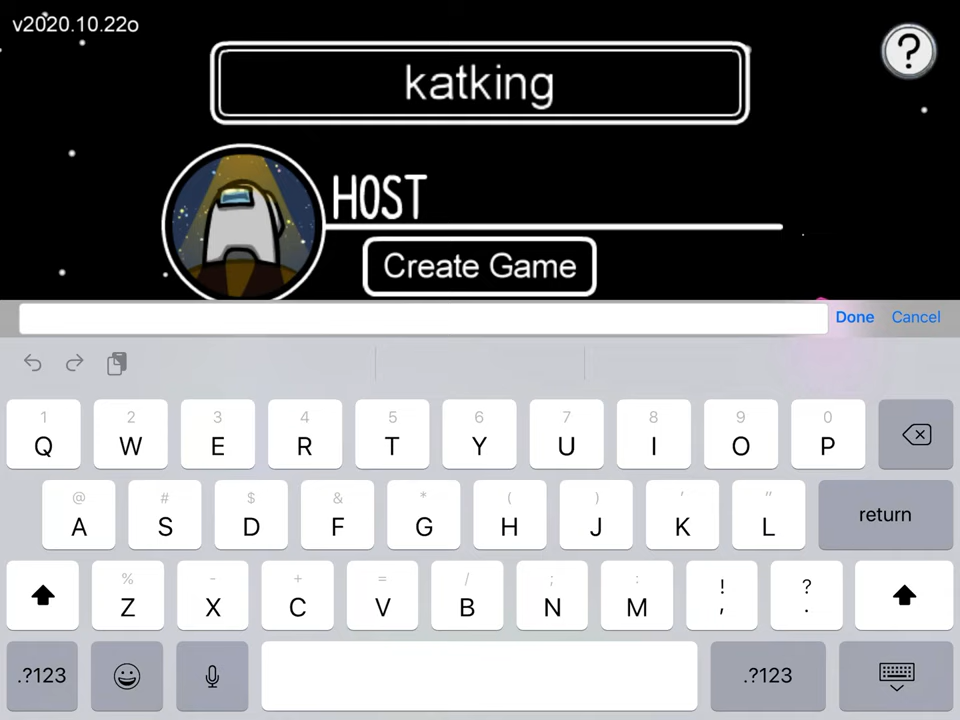 v2020.10.22o
?
katking
HOST
Create Game
Done Cancel
1 2 3 4 5 6 7 8 9 0
Q W E R T Y U I O P
@ # $ & * ( ) ' "
A S D F G H J K L return
% - + = / ; : ! ?
Z X C V B N M , .
.?123 .?123